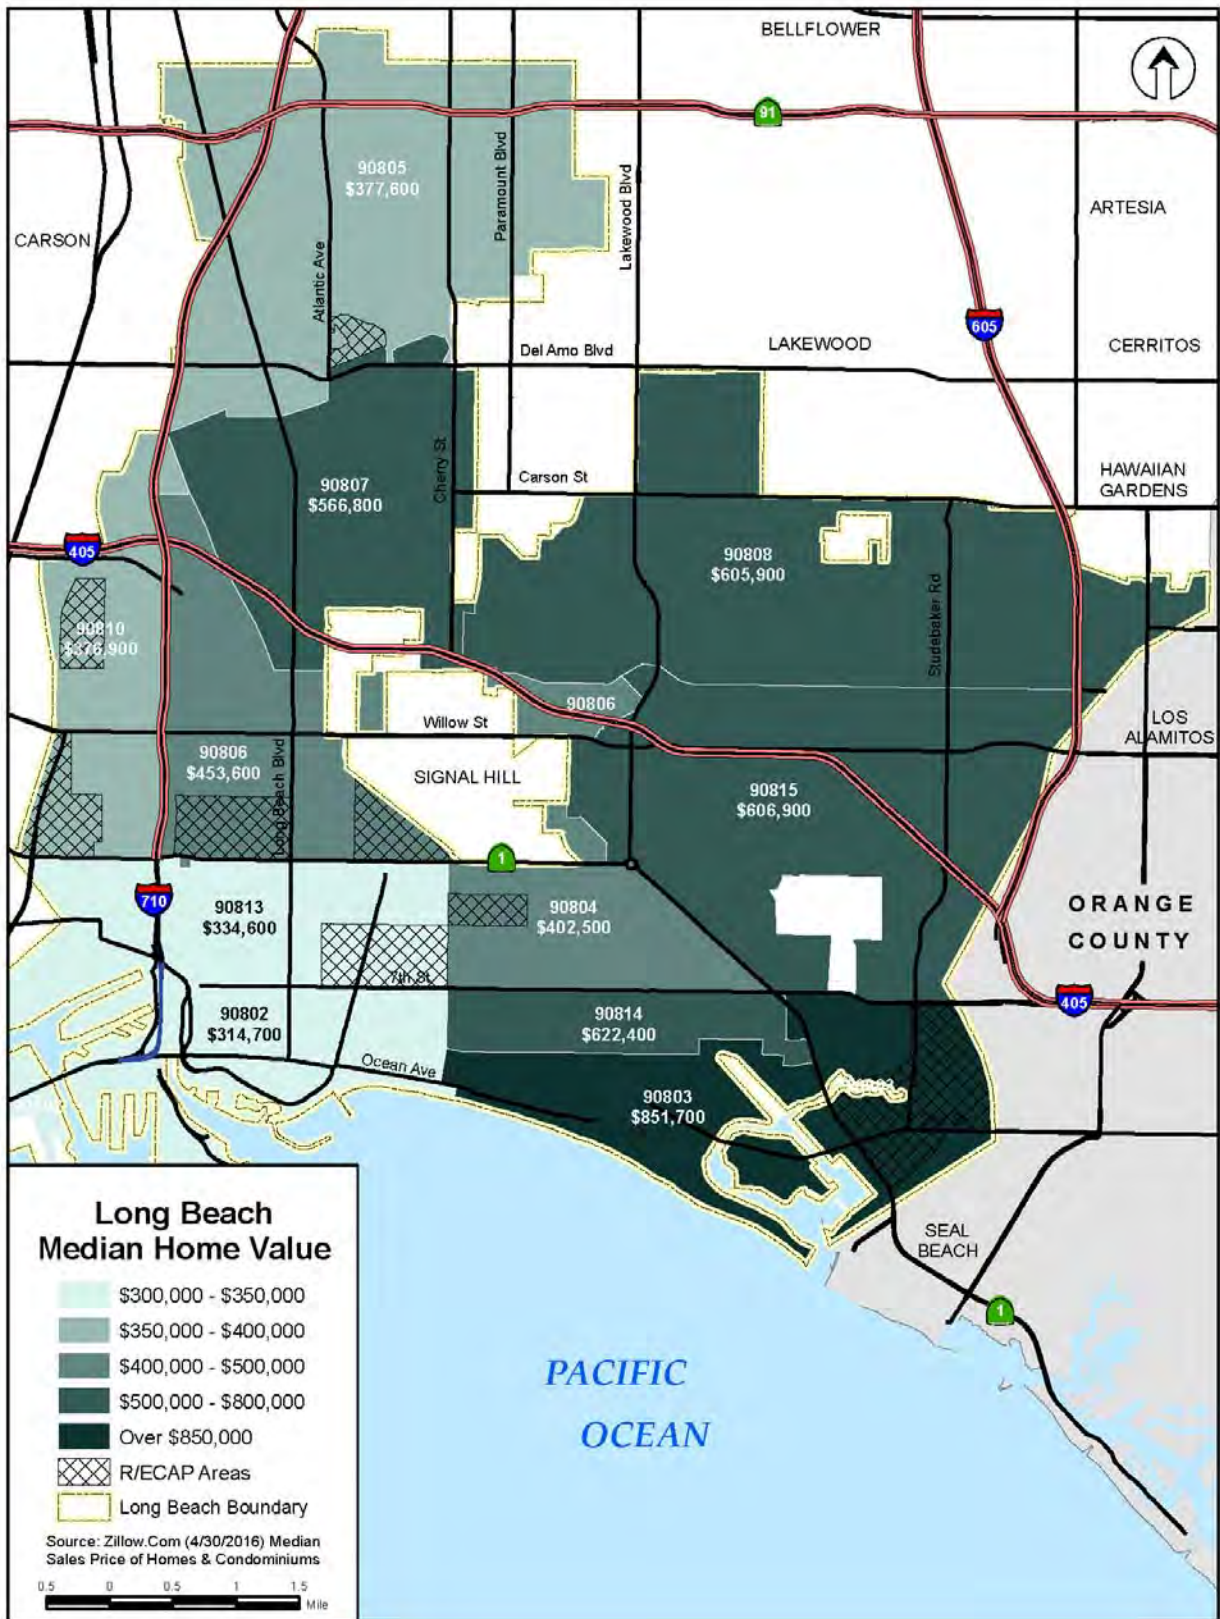 BELLFLOWER
91
90805
$377,600
Paramount Blvd
Lakewood Blvd
ARTESIA
CARSON
Atlantic Ave
605
Del Amo Blvd
LAKEWOOD
CERRITOS
Cherry St
Carson St
HAWAIIAN
GARDENS
90807
$566,800
405
90808
$605,900
Studebaker Rd
90810
$376,900
90806
Willow St
LOS
ALAMITOS
90806
$453,600
Long Beach Blvd
SIGNAL HILL
90815
$606,900
1
710
90813
$334,600
90804
$402,500
ORANGE
COUNTY
7th St
405
90802
$314,700
90814
$622,400
Ocean Ave
90803
$851,700
SEAL
BEACH
1
PACIFIC
OCEAN
Long Beach
Median Home Value
$300,000 - $350,000
$350,000 - $400,000
$400,000 - $500,000
$500,000 - $800,000
Over $850,000
R/ECAP Areas
Long Beach Boundary
Source: Zillow.Com (4/30/2016) Median
Sales Price of Homes & Condominiums
0.5 0 0.5 1 1.5
Mile